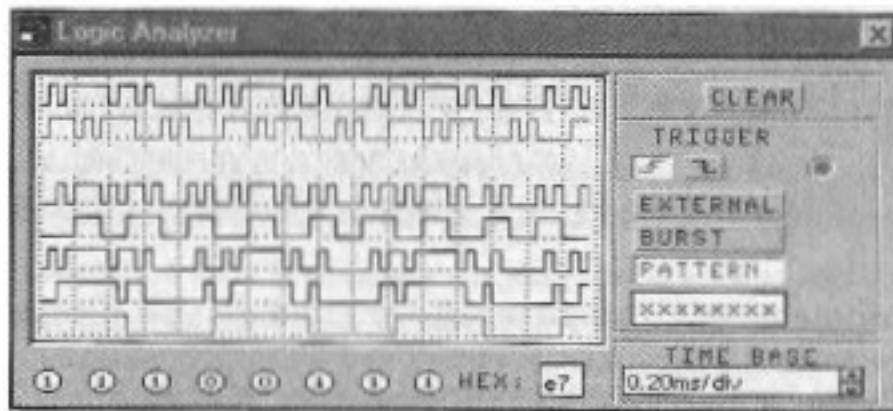 Logic Analyzer
CLEAR
TRIGGER
EXTERNAL
BURST
PATTERN
xxxxxxxx
TIME BASE
0.20ms/div
HEX: e7